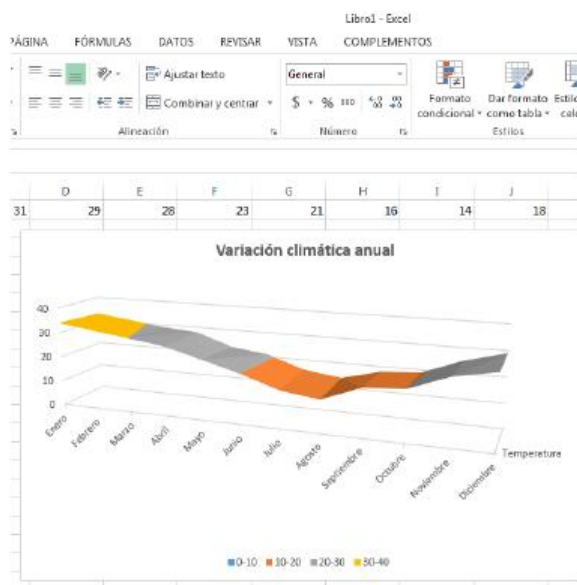 Libro1 - Excel
PÁGINA FÓRMULAS DATOS REVISAR VISTA COMPLEMENTOS
Ajustar texto General
Combinar y centrar $ % 000 Formato condicional Dar formato como tabla
Alineación Número Estilos
D E F G H I J
31 29 28 23 21 16 14 18
Variación climática anual
40
30
20
10
0
Enero Febrero Marzo Abril Mayo Junio Julio Agosto Septiembre Octubre Noviembre Diciembre
Temperatura
0-10 10-20 20-30 30-40